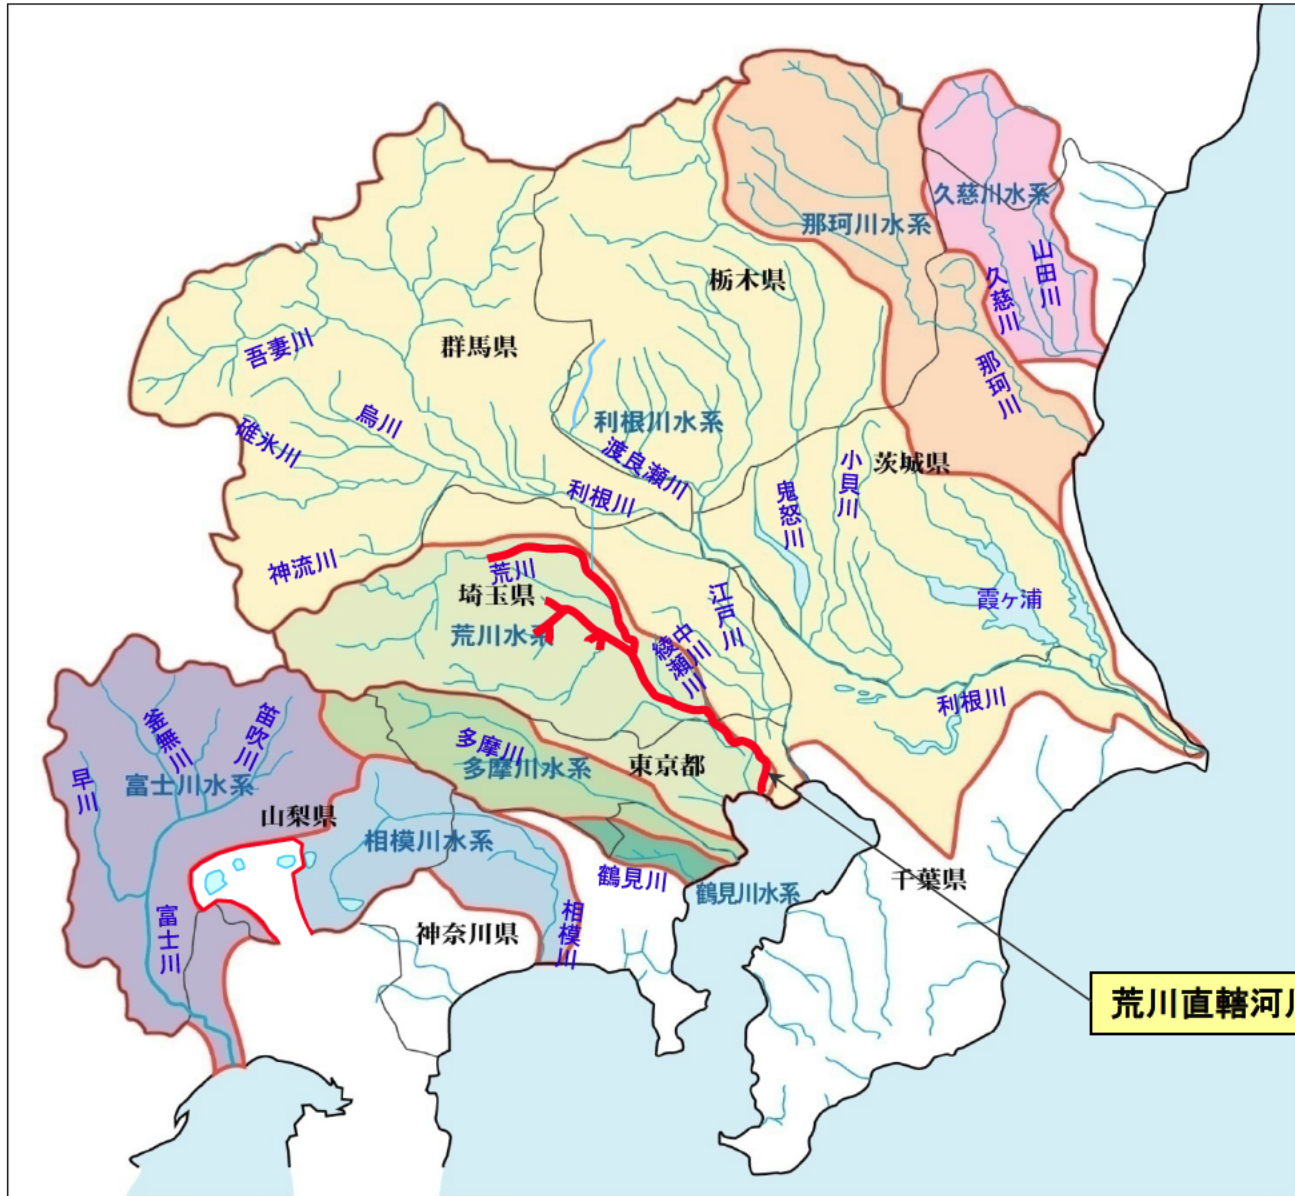 久慈川水系
那珂川水系
山田川
久慈川
栃木県
群馬県
吾妻川
那珂川
烏川
利根川水系
碓氷川
渡良瀬川
小貝川
茨城県
利根川
鬼怒川
神流川
荒川
埼玉県
江戸川
霞ヶ浦
荒川水系
中川
綾瀬川
利根川
釜無川
笛吹川
多摩川
早川
富士川水系
多摩川水系
東京都
山梨県
相模川水系
鶴見川
鶴見川水系
千葉県
富士川
相模川
神奈川県
荒川直轄河